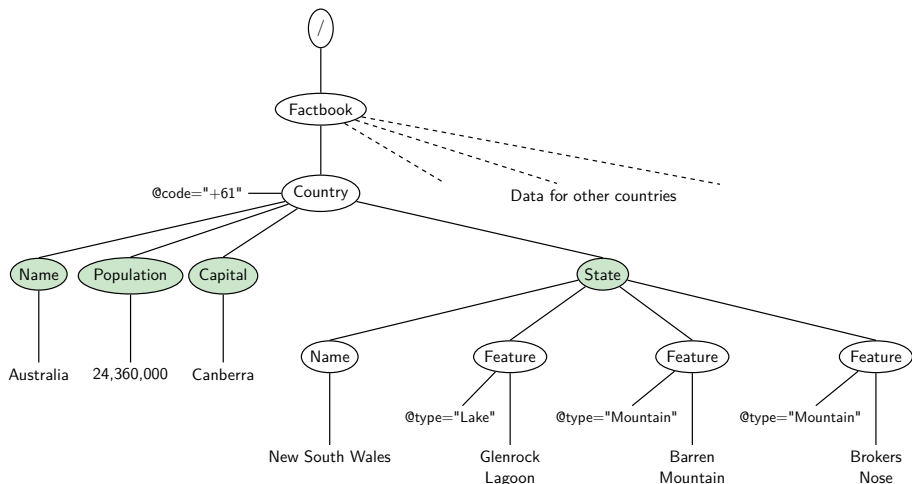 /
Factbook
@code="+61"
Country
Data for other countries
Name
Population
Capital
State
Name
Feature
Feature
Feature
Australia
24,360,000
Canberra
@type="Lake"
@type="Mountain"
@type="Mountain"
New South Wales
Glenrock
Lagoon
Barren
Mountain
Brokers
Nose